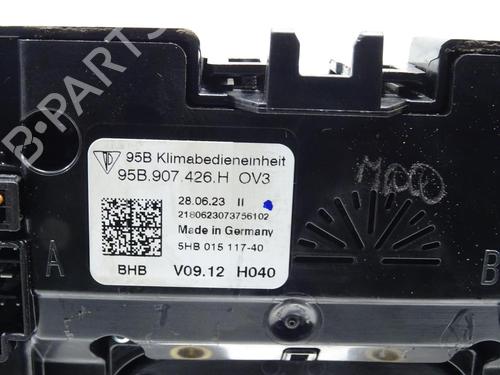 B-PARTS
95B Klimabedieneinheit
95B.907.426.H OV3
28.06.23 II
2180623073756102
Made in Germany
5HB 015 117-40
BHB V09.12 H040
A
B